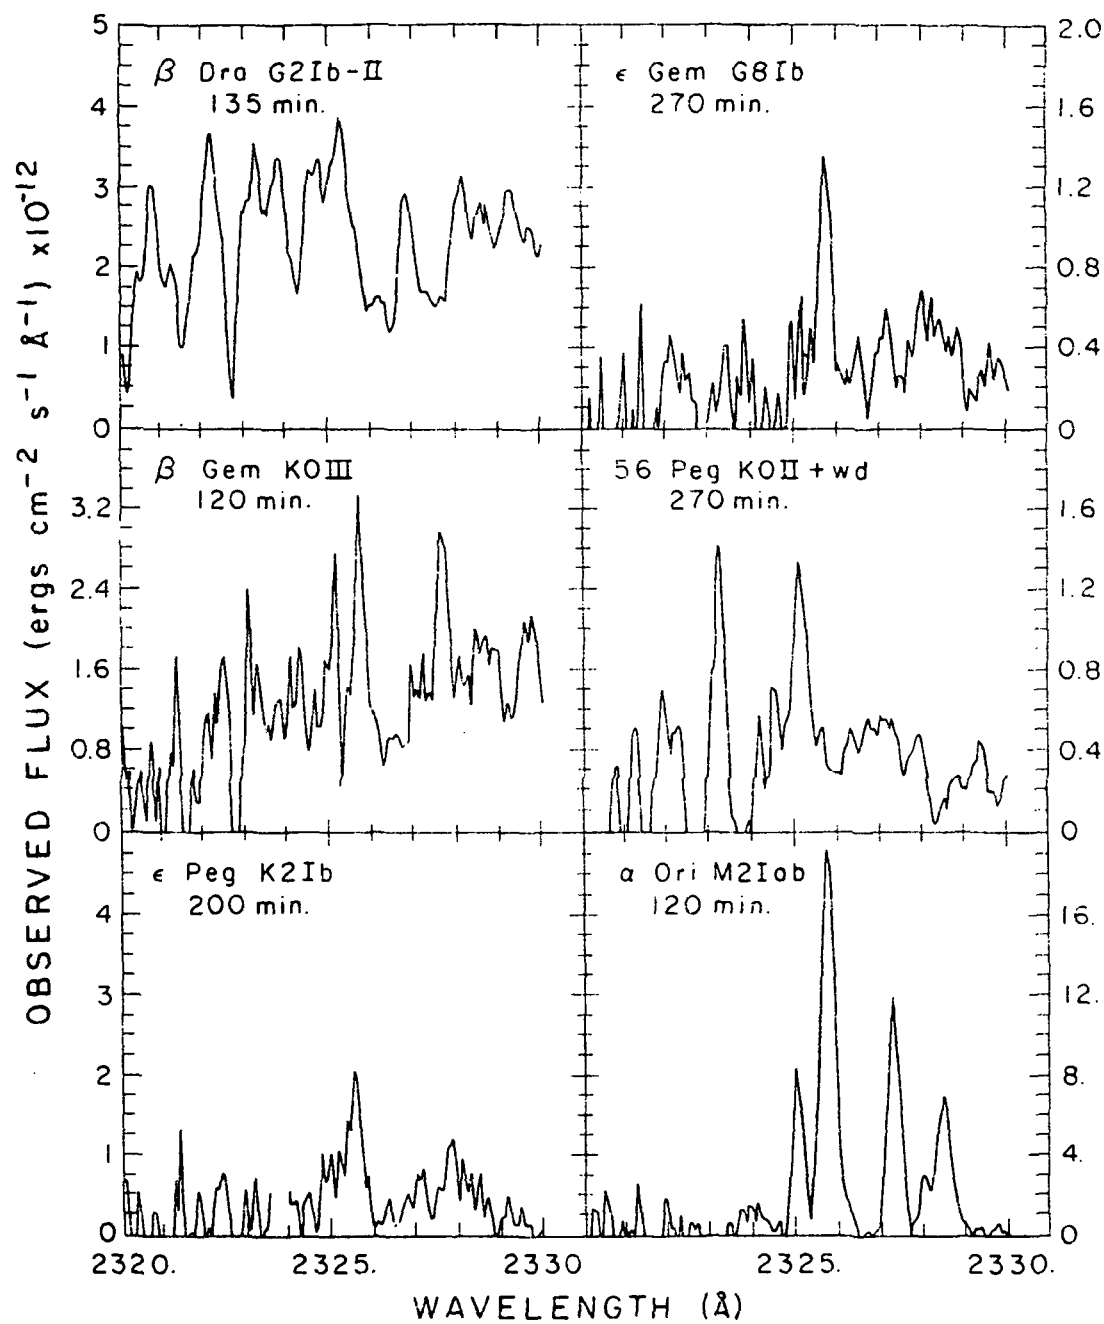 OBSERVED FLUX (ergs cm⁻² s⁻¹ Å⁻¹) x10⁻¹²
β Dra G2Ib-II
135 min.
5
4
3
2
1
0
ϵ Gem G8Ib
270 min.
2.0
1.6
1.2
0.8
0.4
0
β Gem K0III
120 min.
3.2
2.4
1.6
0.8
0
56 Peg K0II + wd
270 min.
1.6
1.2
0.8
0.4
0
ϵ Peg K2Ib
200 min.
4
3
2
1
0
α Ori M2Iab
120 min.
16.
12.
8.
4.
0
2320. 2325. 2330. 2325. 2330.
WAVELENGTH (Å)